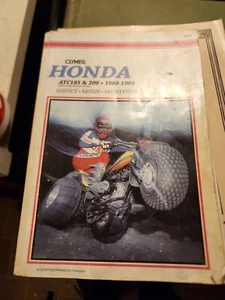 CLYMER
HONDA
ATC185 & 200 • 1980-1986
SERVICE • REPAIR • MAINTENANCE